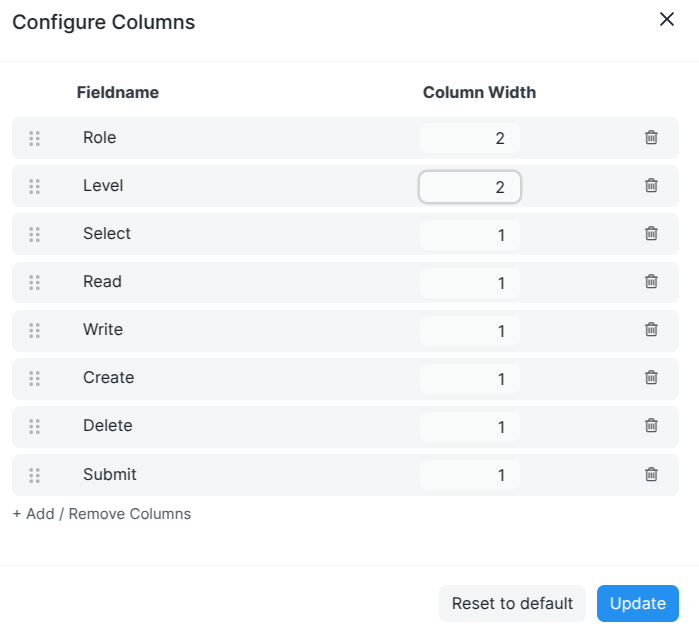 Configure Columns
Fieldname Column Width
Role 2
Level 2
Select 1
Read 1
Write 1
Create 1
Delete 1
Submit 1
+ Add / Remove Columns
Reset to default Update